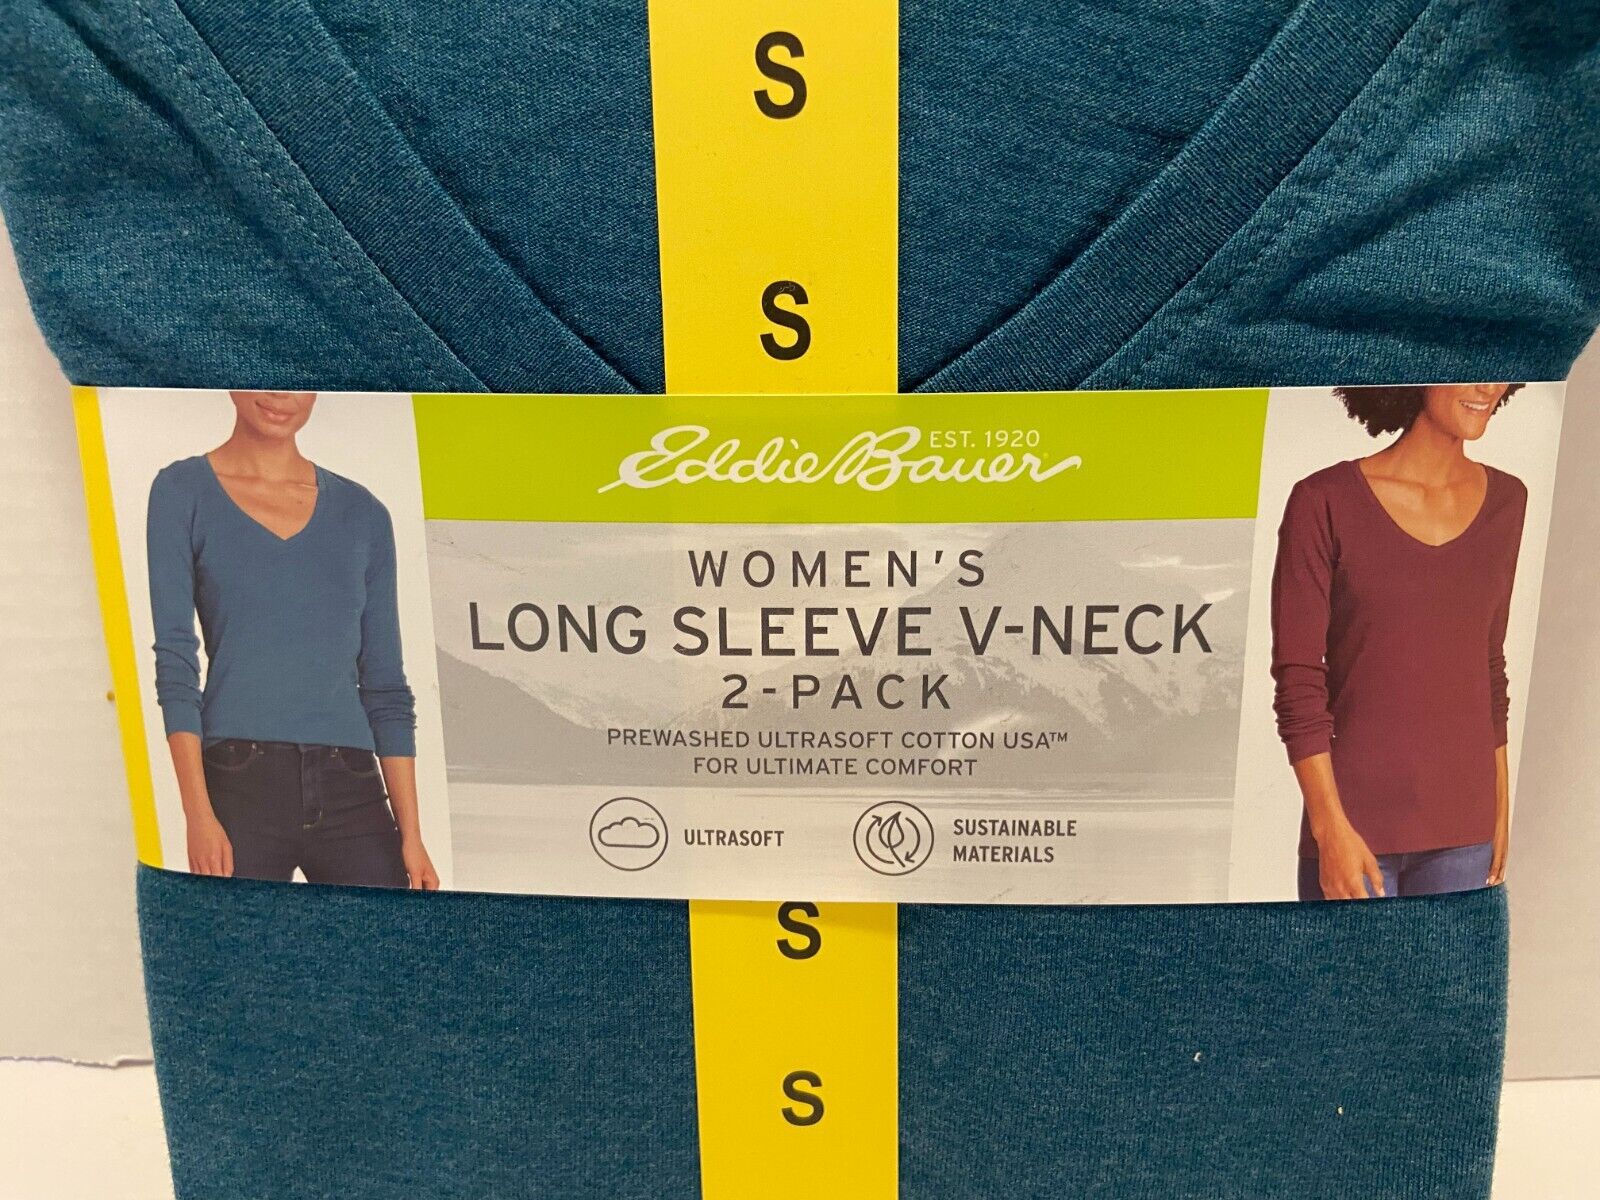 S
S
Eddie Bauer EST. 1920
WOMEN'S
LONG SLEEVE V-NECK
2-PACK
PREWASHED ULTRASOFT COTTON USA™
FOR ULTIMATE COMFORT
ULTRASOFT
SUSTAINABLE
MATERIALS
S
S